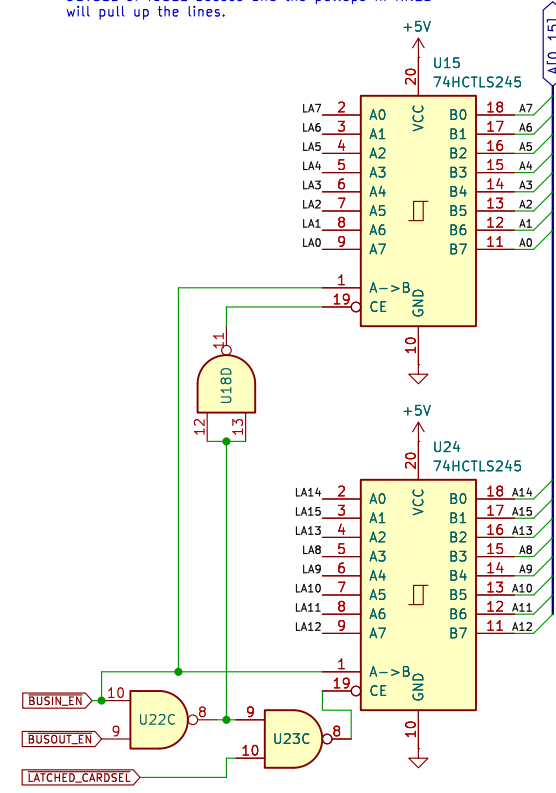 will pull up the lines.
+5V
20
U15
74HCTLS245
VCC
A[0..15]
LA7 2 A0 B0 18 A7
LA6 3 A1 B1 17 A6
LA5 4 A2 B2 16 A5
LA4 5 A3 B3 15 A4
LA3 6 A4 B4 14 A3
LA2 7 A5 B5 13 A2
LA1 8 A6 B6 12 A1
LA0 9 A7 B7 11 A0
1 A->B
19 CE
GND
10
11
U18D
12 13
+5V
20
U24
74HCTLS245
VCC
LA14 2 A0 B0 18 A14
LA15 3 A1 B1 17 A15
LA13 4 A2 B2 16 A13
LA8 5 A3 B3 15 A8
LA9 6 A4 B4 14 A9
LA10 7 A5 B5 13 A10
LA11 8 A6 B6 12 A11
LA12 9 A7 B7 11 A12
1 A->B
19 CE
GND
10
BUSIN_EN 10
U22C 8
BUSOUT_EN 9
9
U23C 8
10
LATCHED_CARDSEL